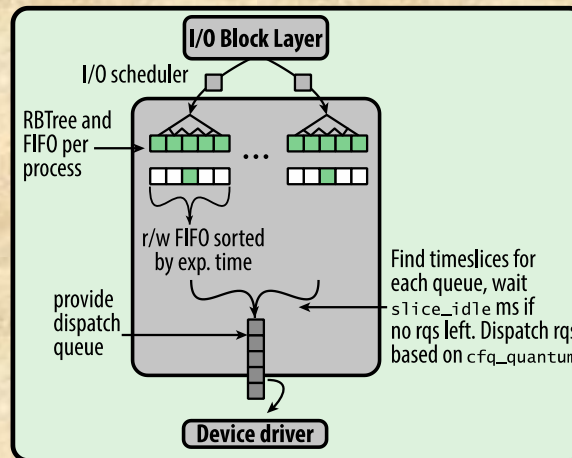 I/O Block Layer
I/O scheduler
RBTree and
FIFO per
process
...
r/w FIFO sorted
by exp. time
provide
dispatch
queue
Find timeslices for
each queue, wait
slice_idle ms if
no rqs left. Dispatch rqs
based on cfq_quantum
Device driver